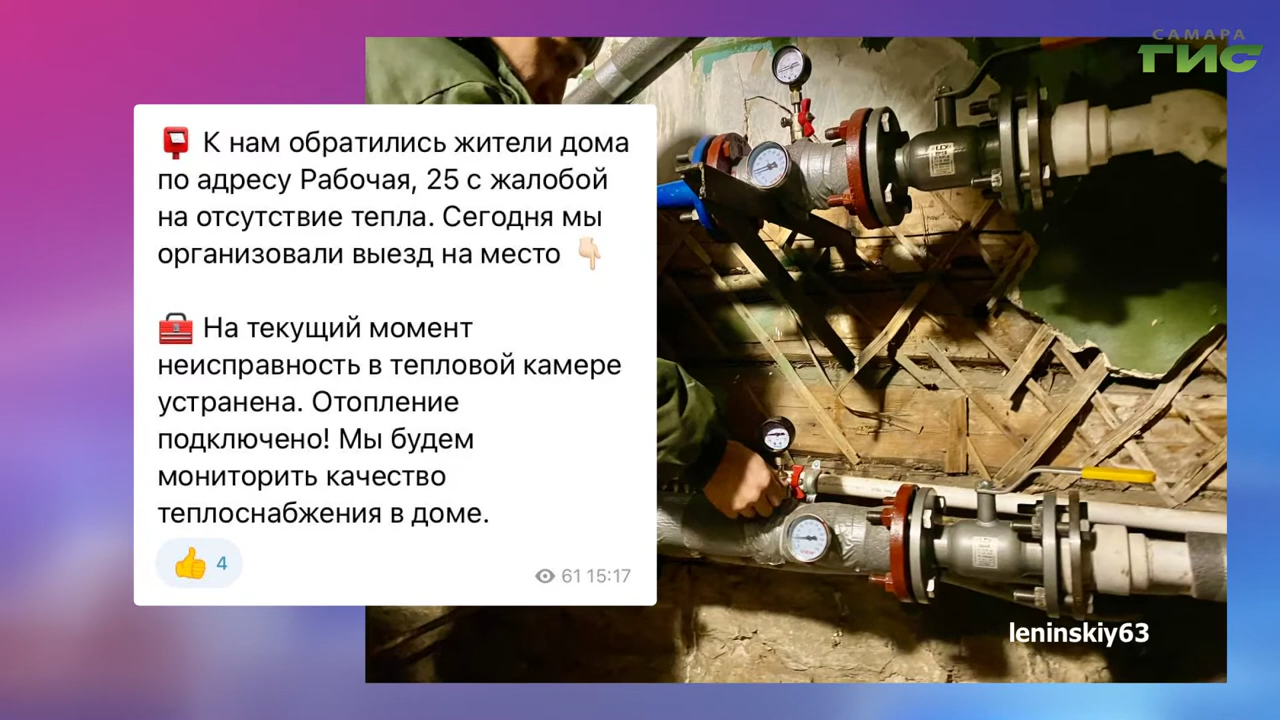 САМАРА
ГИС
К нам обратились жители дома
по адресу Рабочая, 25 с жалобой
на отсутствие тепла. Сегодня мы
организовали выезд на место
На текущий момент
неисправность в тепловой камере
устранена. Отопление
подключено! Мы будем
мониторить качество
теплоснабжения в доме.
4
61 15:17
leninskiy63